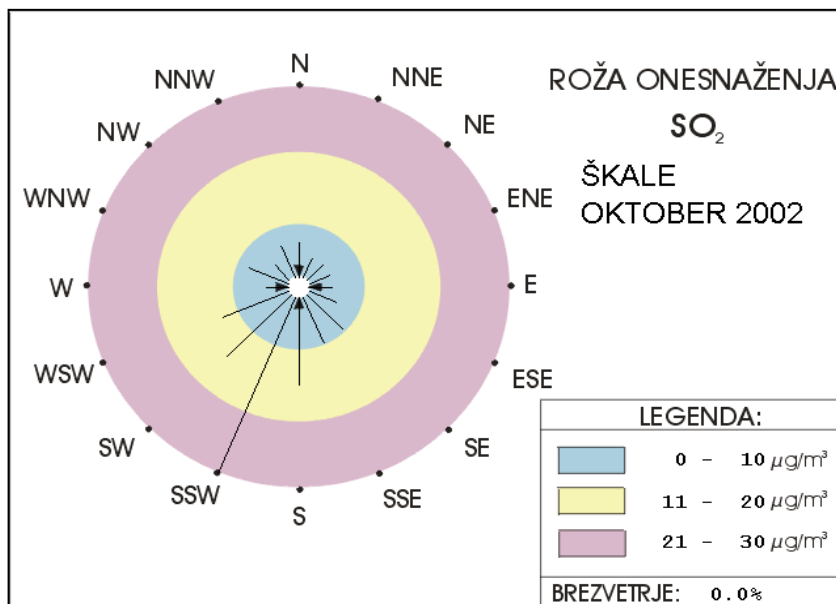 ROŽA ONESNAŽENJA
SO₂
ŠKALE
OKTOBER 2002
N
NNE
NE
ENE
E
ESE
SE
SSE
S
SSW
SW
WSW
W
WNW
NW
NNW
LEGENDA:
0 - 10 µg/m³
11 - 20 µg/m³
21 - 30 µg/m³
BREZVETRJE: 0.0%